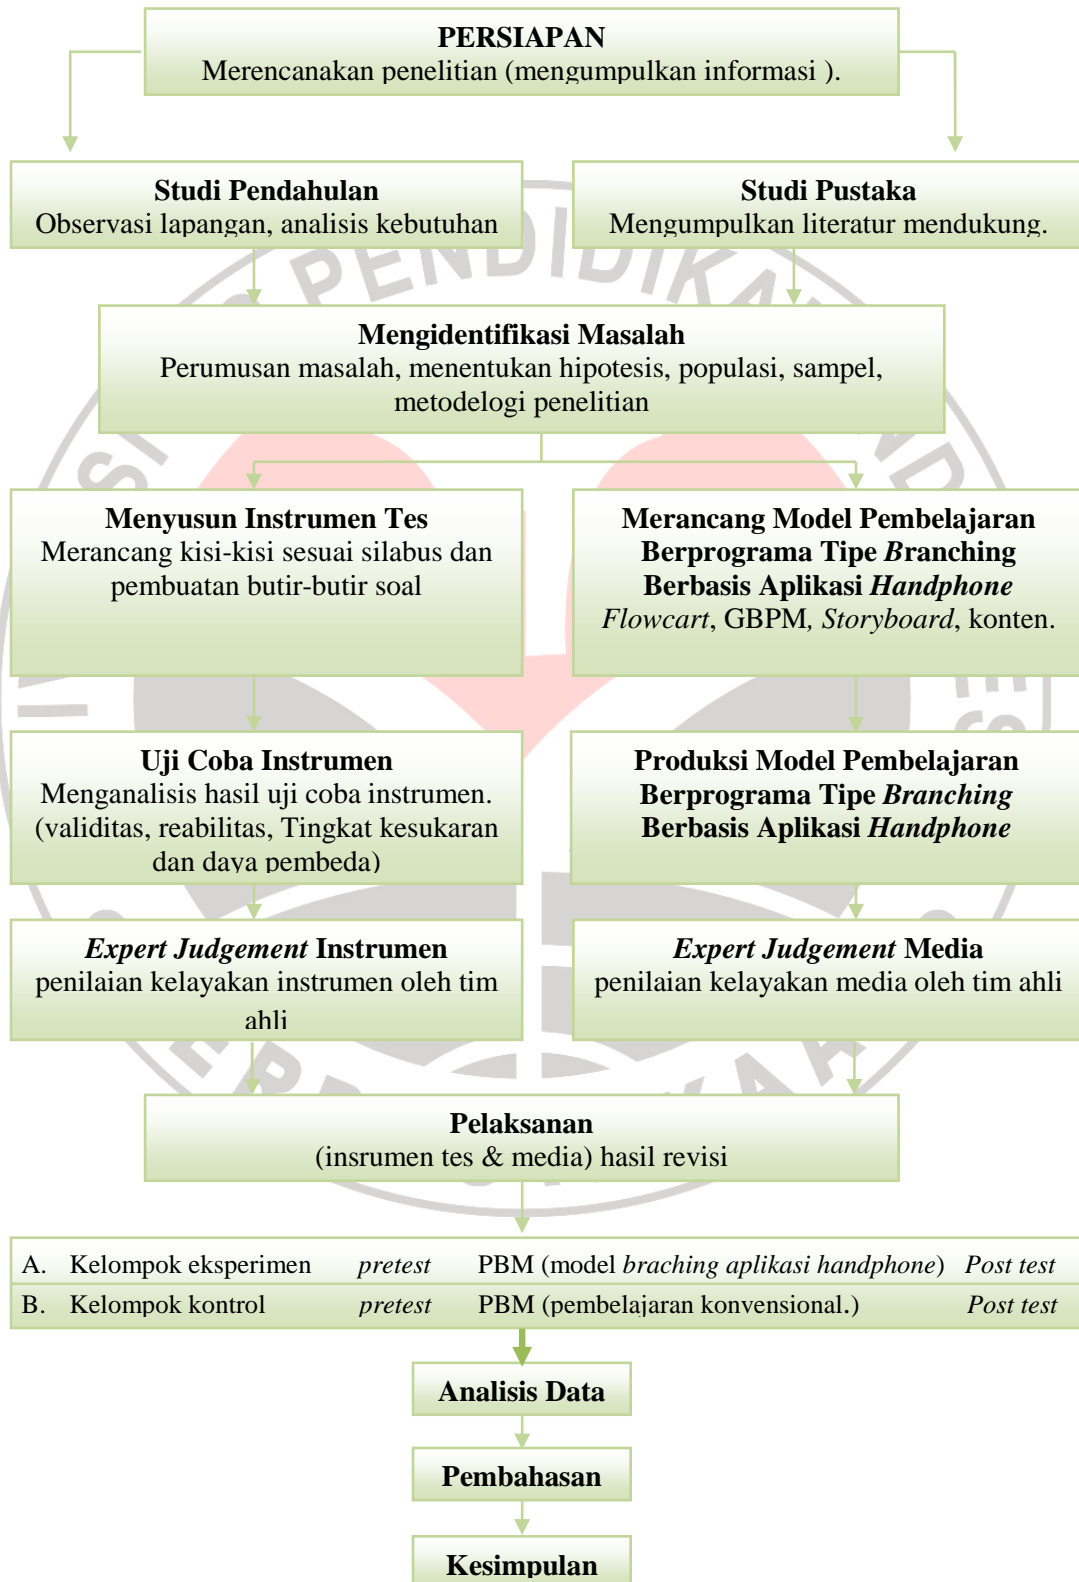 PERSIAPAN
Merencanakan penelitian (mengumpulkan informasi ).
Studi Pendahulan
Observasi lapangan, analisis kebutuhan
Studi Pustaka
Mengumpulkan literatur mendukung.
Mengidentifikasi Masalah
Perumusan masalah, menentukan hipotesis, populasi, sampel,
metodelogi penelitian
Menyusun Instrumen Tes
Merancang kisi-kisi sesuai silabus dan
pembuatan butir-butir soal
Merancang Model Pembelajaran
Berprograma Tipe Branching
Berbasis Aplikasi Handphone
Flowcart, GBPM, Storyboard, konten.
Uji Coba Instrumen
Menganalisis hasil uji coba instrumen.
(validitas, reabilitas, Tingkat kesukaran
dan daya pembeda)
Produksi Model Pembelajaran
Berprograma Tipe Branching
Berbasis Aplikasi Handphone
Expert Judgement Instrumen
penilaian kelayakan instrumen oleh tim
ahli
Expert Judgement Media
penilaian kelayakan media oleh tim ahli
Pelaksanan
(insrumen tes & media) hasil revisi
A. Kelompok eksperimen pretest PBM (model braching aplikasi handphone) Post test
B. Kelompok kontrol pretest PBM (pembelajaran konvensional.) Post test
Analisis Data
Pembahasan
Kesimpulan